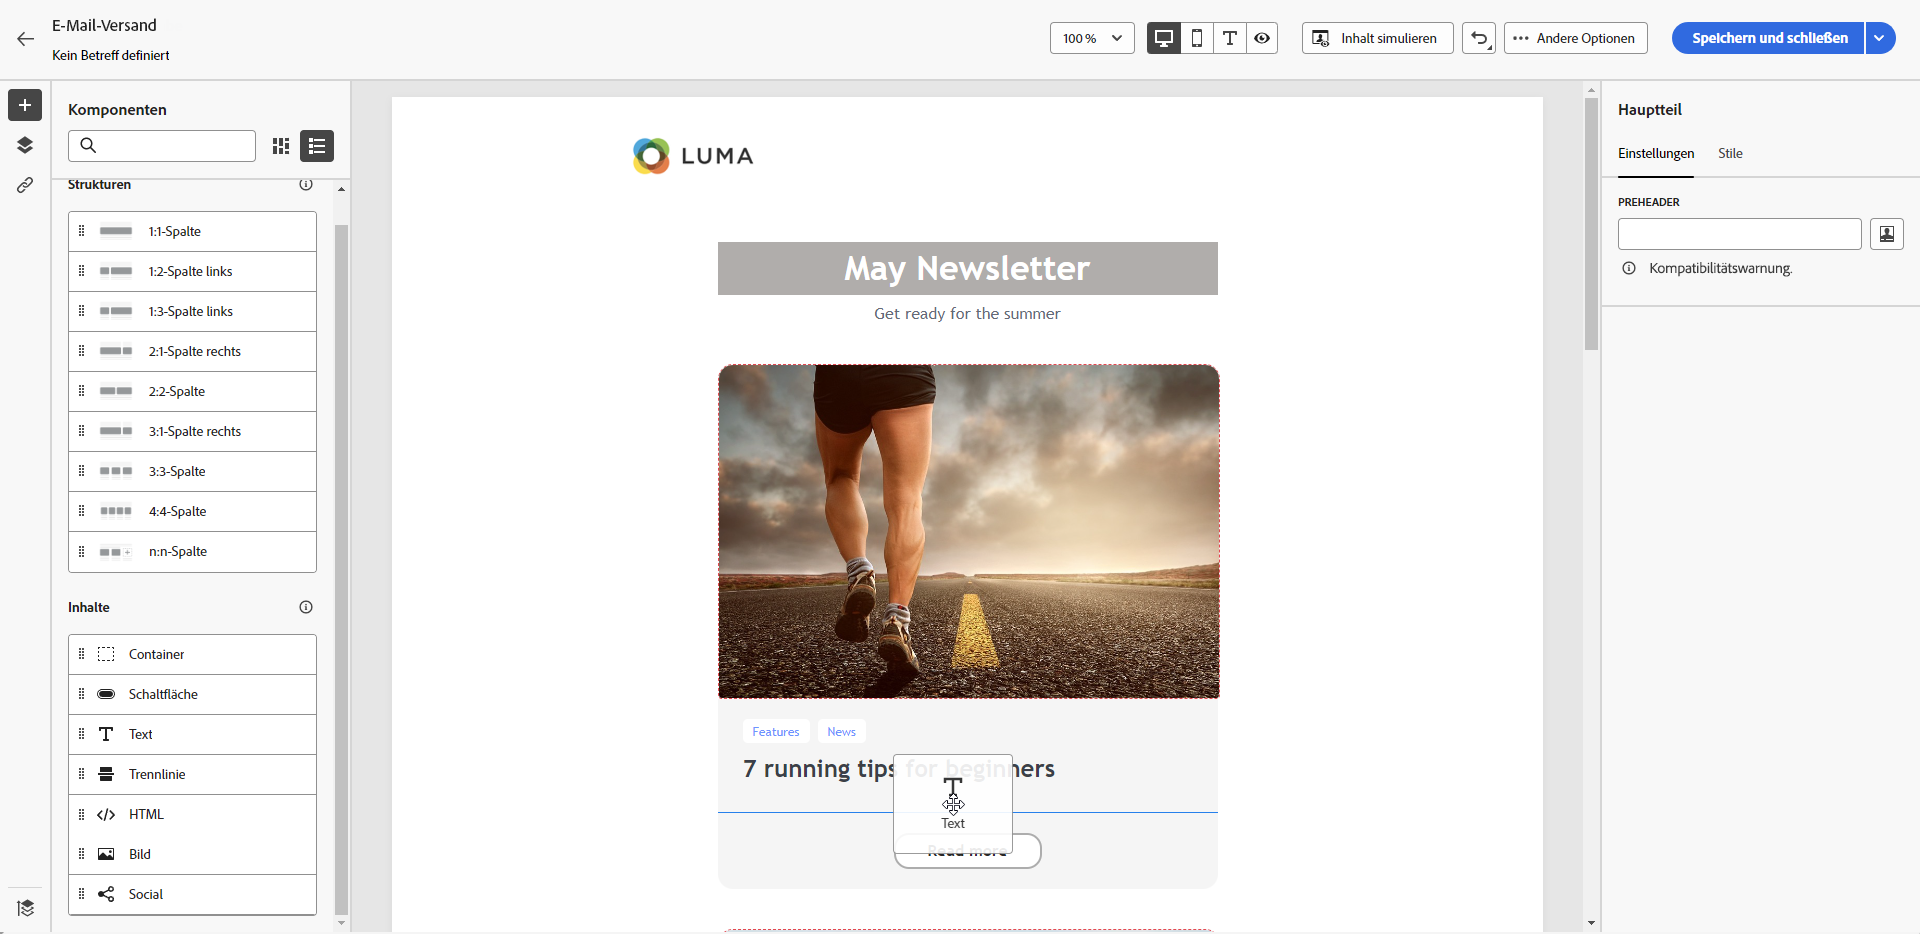 E-Mail-Versand
Kein Betreff definiert
100 %
Inhalt simulieren
Andere Optionen
Speichern und schließen
Komponenten
Strukturen
1:1-Spalte
1:2-Spalte links
1:3-Spalte links
2:1-Spalte rechts
2:2-Spalte
3:1-Spalte rechts
3:3-Spalte
4:4-Spalte
n:n-Spalte
Inhalte
Container
Schaltfläche
Text
Trennlinie
HTML
Bild
Social
LUMA
May Newsletter
Get ready for the summer
Features News
7 running tips for beginners
Text
Read more
Hauptteil
Einstellungen Stile
PREHEADER
Kompatibilitätswarnung.